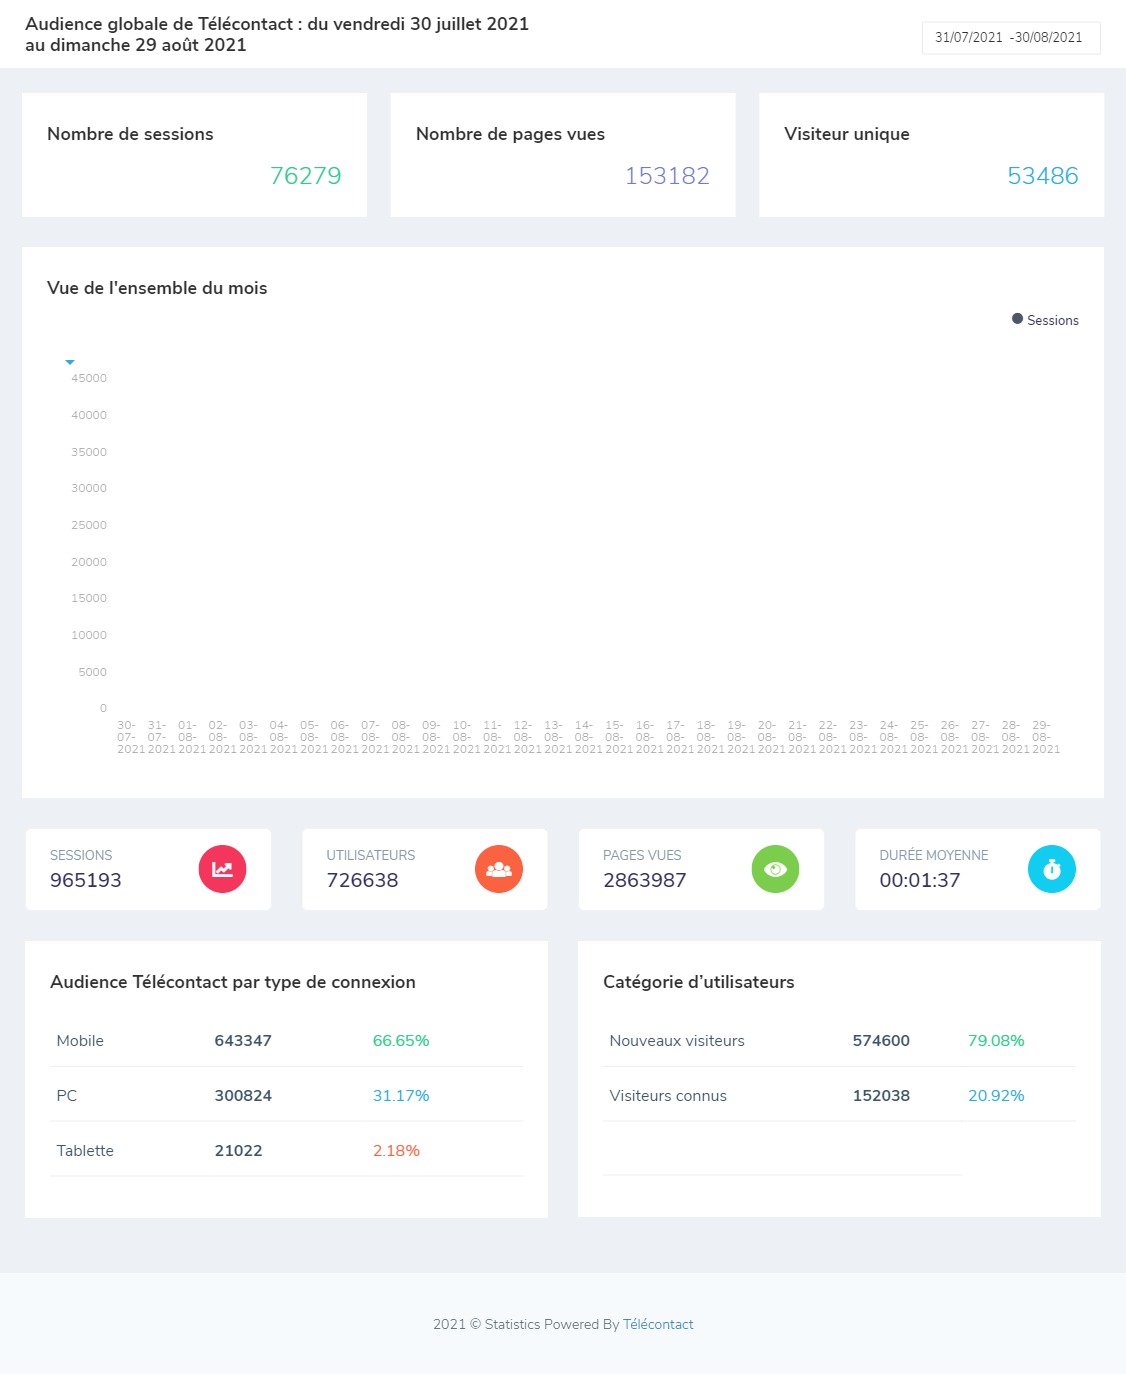 Audience globale de Télécontact : du vendredi 30 juillet 2021
au dimanche 29 août 2021
31/07/2021 -30/08/2021
Nombre de sessions
76279
Nombre de pages vues
153182
Visiteur unique
53486
Vue de l'ensemble du mois
Sessions
45000
40000
35000
30000
25000
20000
15000
10000
5000
0
30- 31- 01- 02- 03- 04- 05- 06- 07- 08- 09- 10- 11- 12- 13- 14- 15- 16- 17- 18- 19- 20- 21- 22- 23- 24- 25- 26- 27- 28- 29-
07- 07- 08- 08- 08- 08- 08- 08- 08- 08- 08- 08- 08- 08- 08- 08- 08- 08- 08- 08- 08- 08- 08- 08- 08- 08- 08- 08- 08- 08- 08-
2021 2021 2021 2021 2021 2021 2021 2021 2021 2021 2021 2021 2021 2021 2021 2021 2021 2021 2021 2021 2021 2021 2021 2021 2021 2021 2021 2021 2021 2021 2021
SESSIONS
965193
UTILISATEURS
726638
PAGES VUES
2863987
DURÉE MOYENNE
00:01:37
Audience Télécontact par type de connexion
Mobile 643347 66.65%
PC 300824 31.17%
Tablette 21022 2.18%
Catégorie d’utilisateurs
Nouveaux visiteurs 574600 79.08%
Visiteurs connus 152038 20.92%
2021 © Statistics Powered By Télécontact